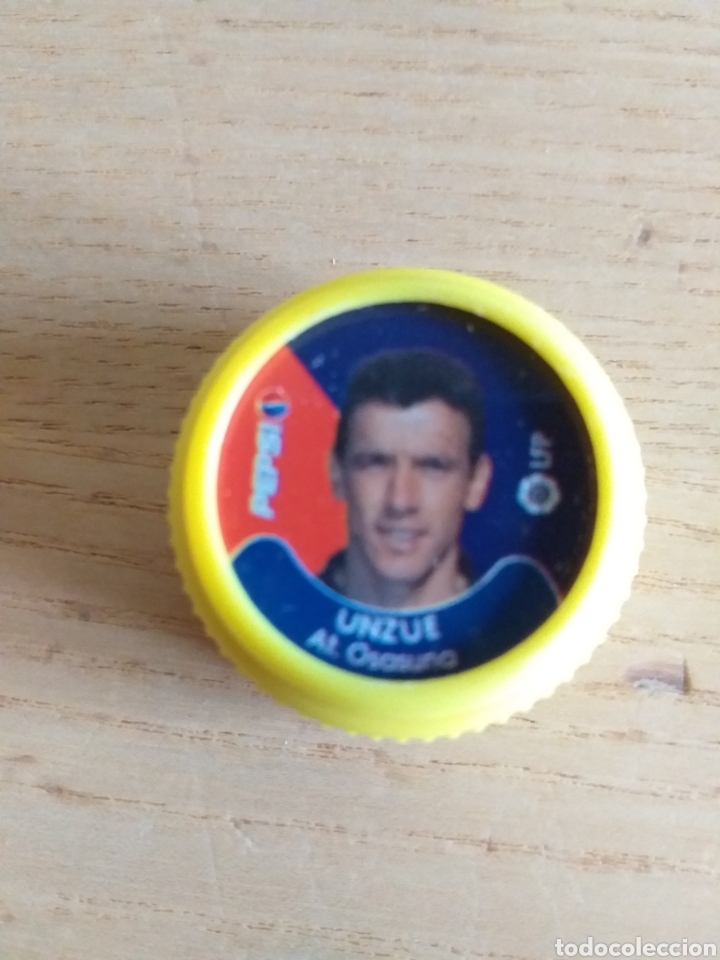 PEPSI
LFP
UNZUE
At. Osasuna
todocoleccion